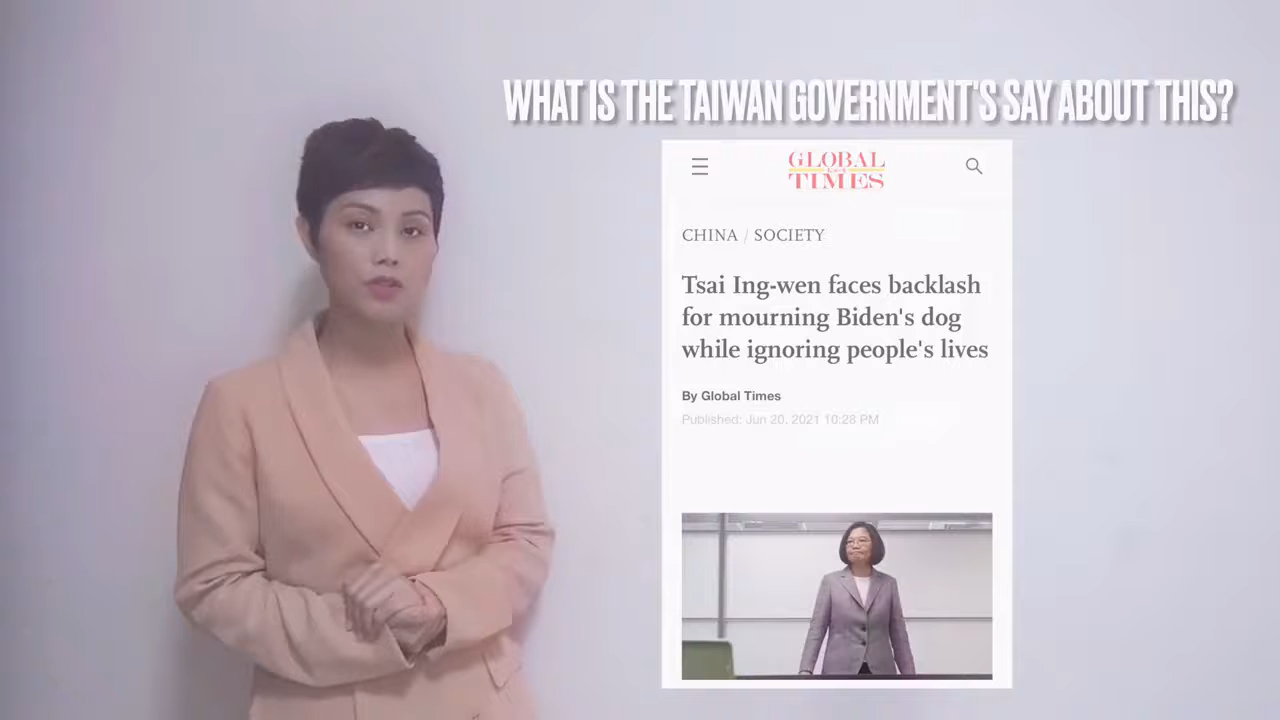 WHAT IS THE TAIWAN GOVERNMENT'S SAY ABOUT THIS?
GLOBAL
TIMES
CHINA / SOCIETY
Tsai Ing-wen faces backlash
for mourning Biden's dog
while ignoring people's lives
By Global Times
Published: Jun 20, 2021 10:28 PM